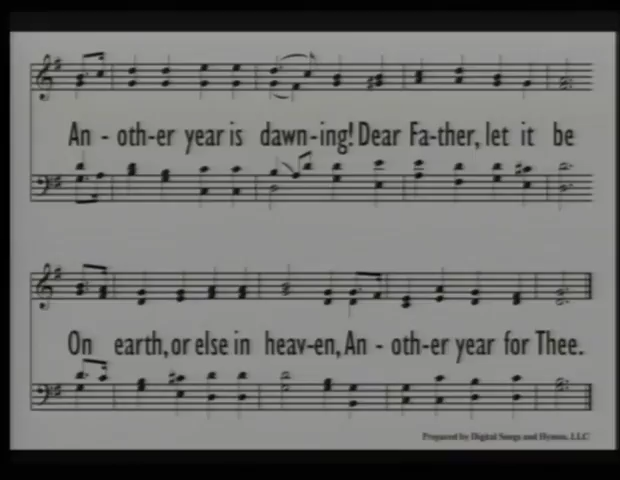 An - oth-er year is dawn-ing! Dear Fa-ther, let it be
On earth, or else in heav-en, An - oth-er year for Thee.
Prepared by Digital Songs and Hymns, LLC